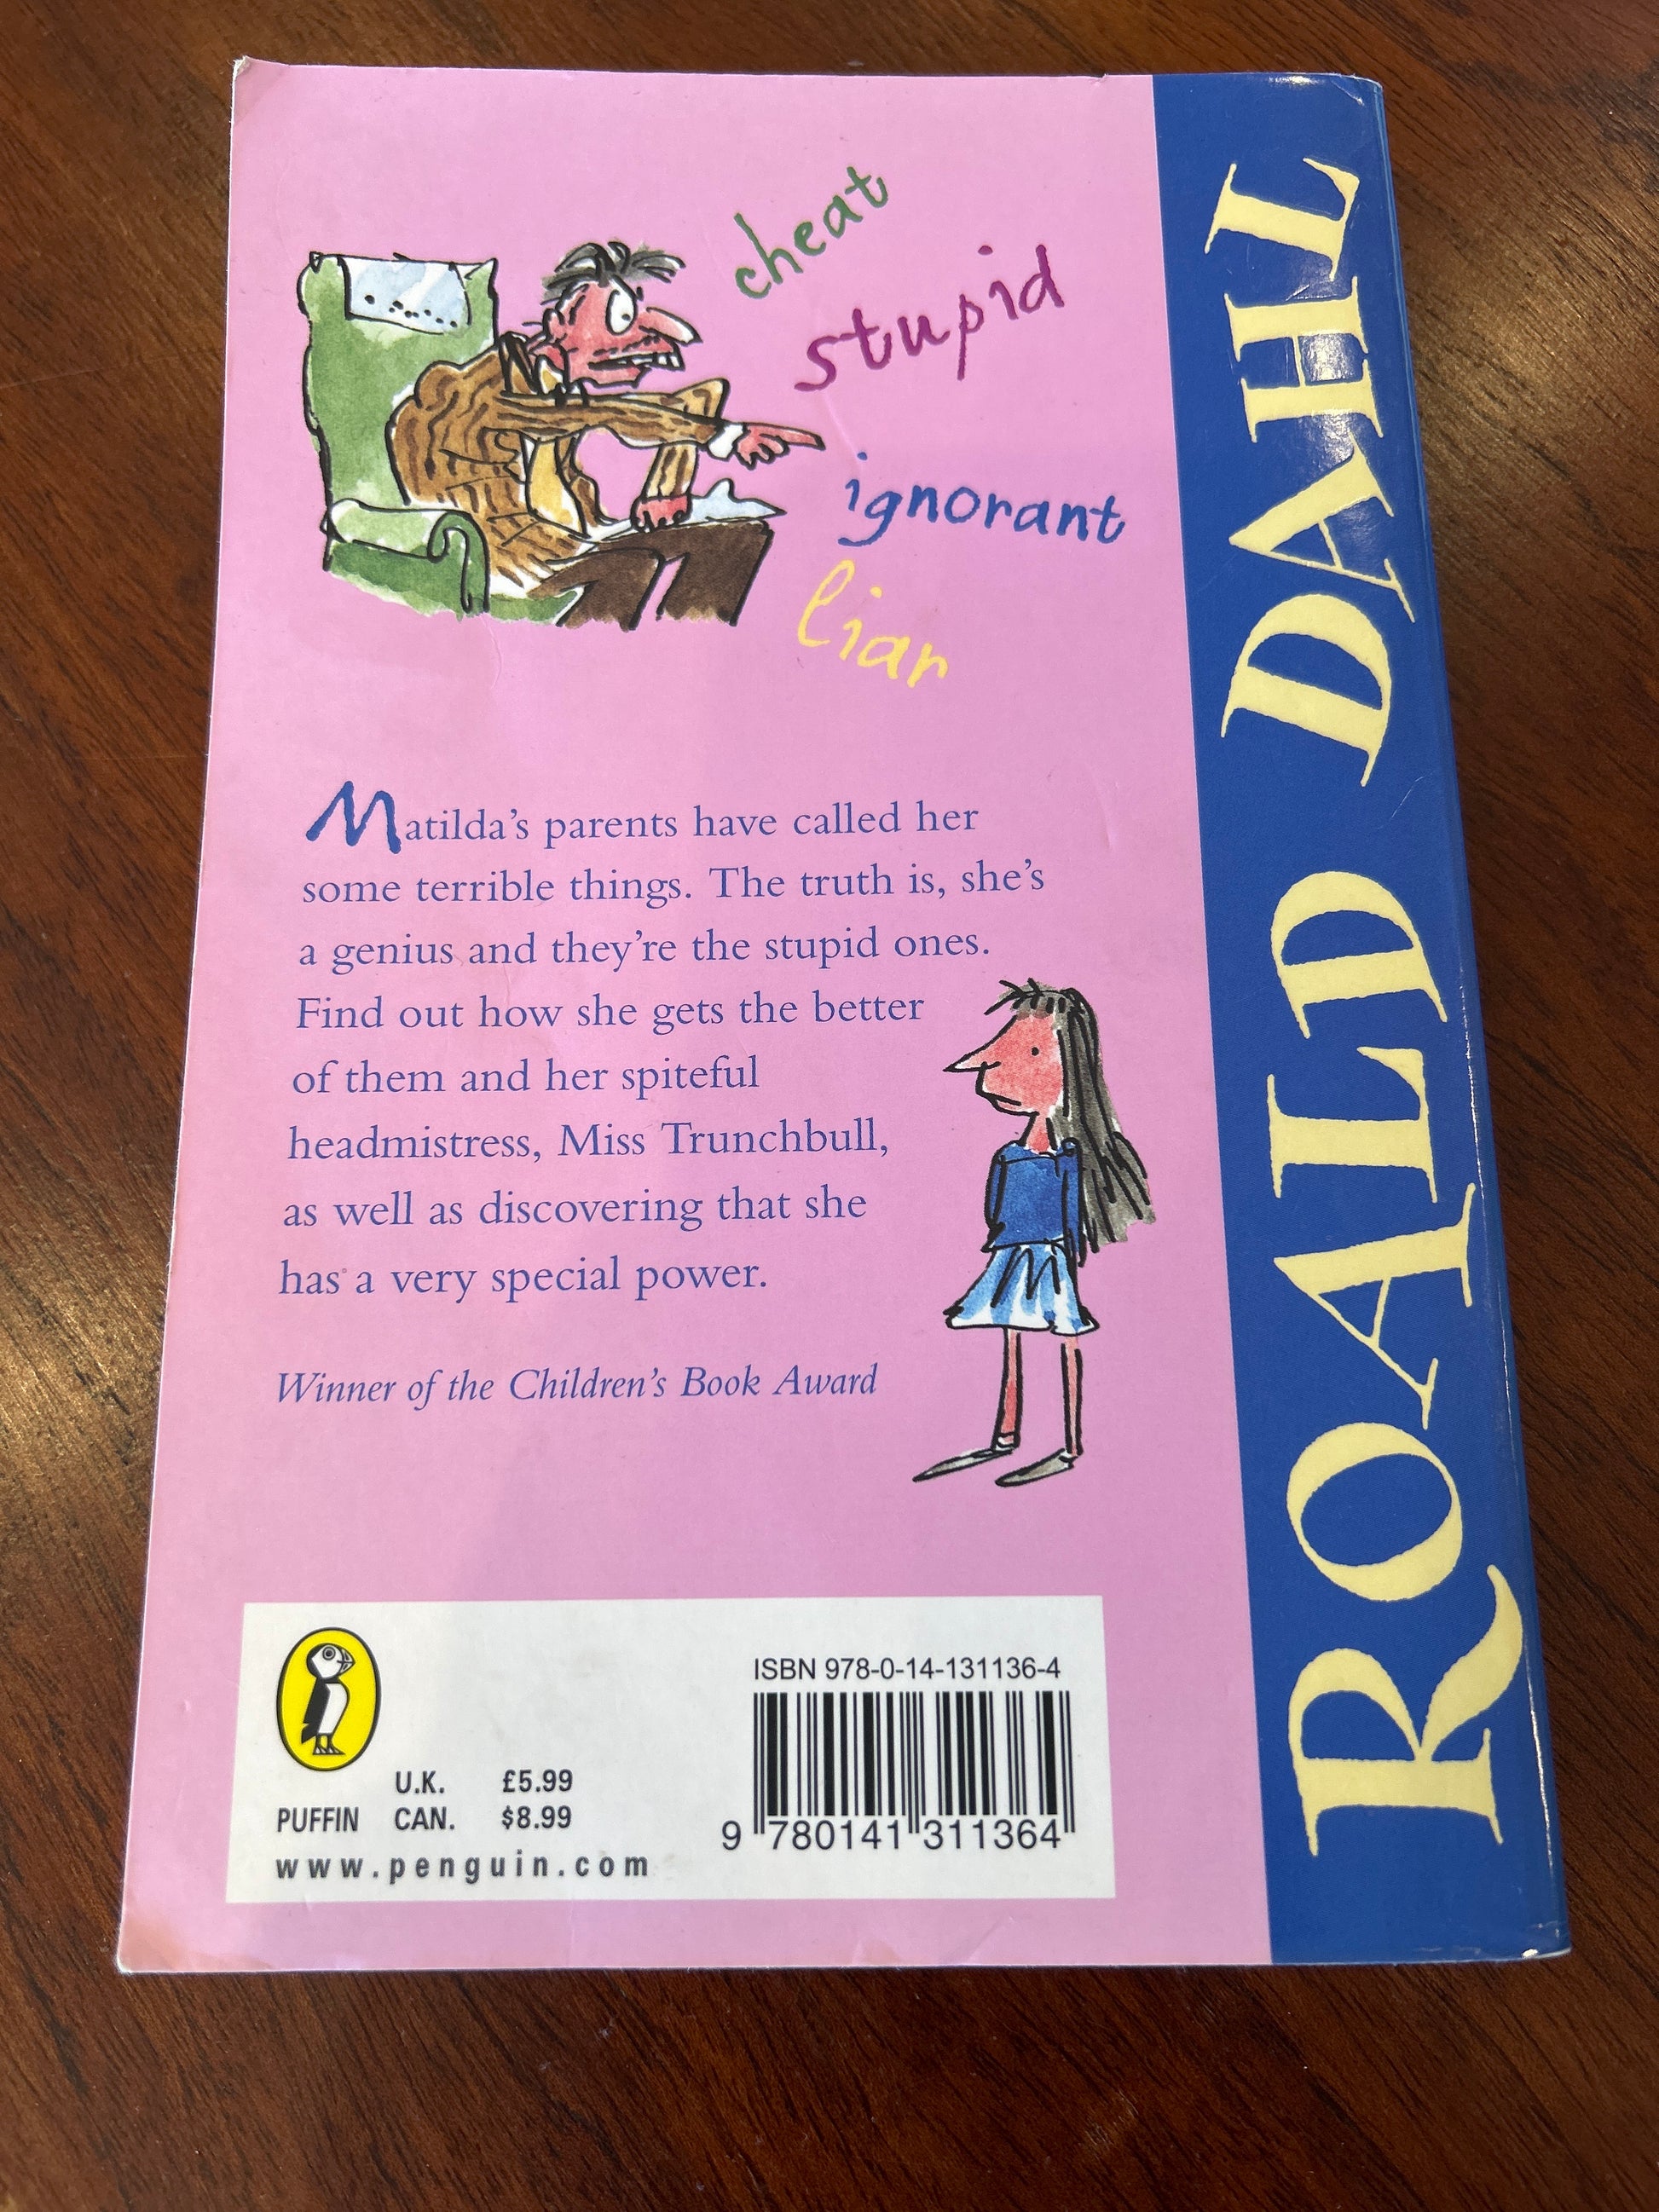 cheat
stupid
ignorant
liar
Matilda's parents have called her
some terrible things. The truth is, she's
a genius and they're the stupid ones.
Find out how she gets the better
of them and her spiteful
headmistress, Miss Trunchbull,
as well as discovering that she
has a very special power.
Winner of the Children's Book Award
ISBN 978-0-14-131136-4
9 780141 311364
U.K. £5.99
PUFFIN CAN. $8.99
www.penguin.com
ROALD DAHL